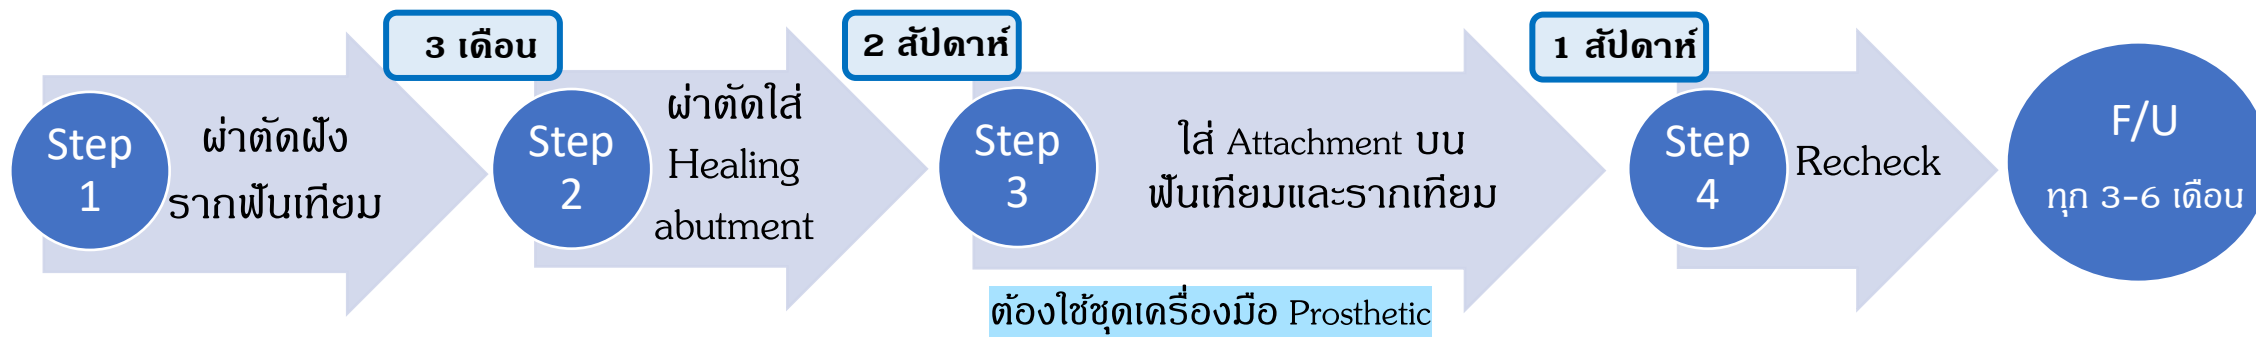 3 เดือน
2 สัปดาห์
1 สัปดาห์
Step
1
ผ่าตัดฝัง
รากฟันเทียม
Step
2
ผ่าตัดใส่
Healing
abutment
Step
3
ใส่ Attachment บน
ฟันเทียมและรากเทียม
ต้องใช้ชุดเครื่องมือ Prosthetic
Step
4
Recheck
F/U
ทุก 3-6 เดือน